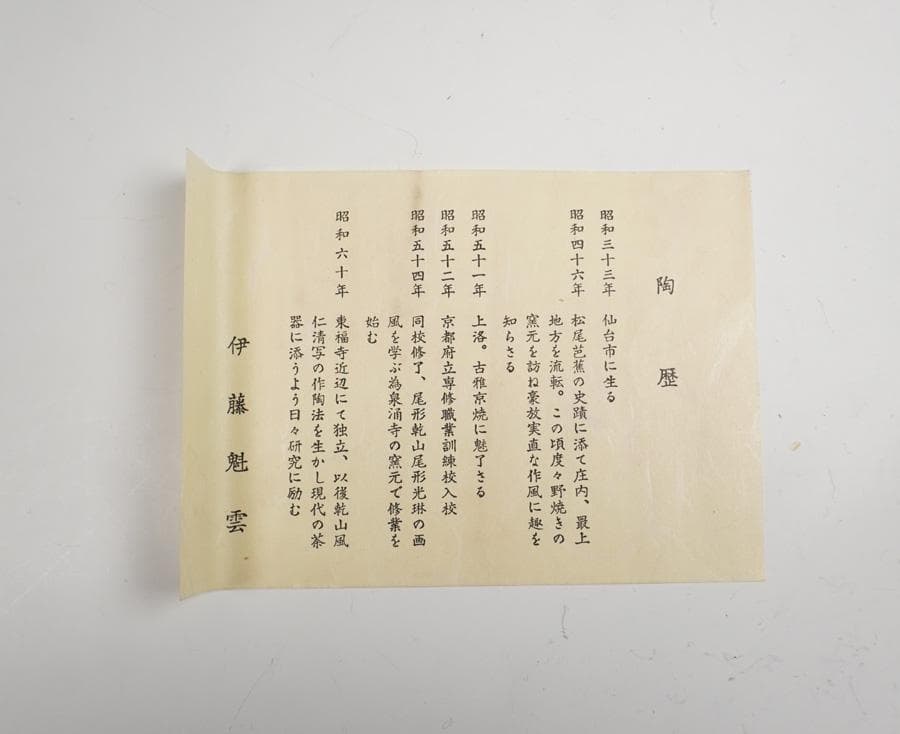 陶歴
昭和三十三年 仙台市に生る
昭和四十六年 松尾芭蕉の史蹟に添て庄内、最上
地方を流転。この頃度々野焼きの
窯元を訪ね豪放実直な作風に趣を
知らさる
昭和五十一年 上洛。古雅京焼に魅了さる
昭和五十二年 京都府立専修職業訓練校入校
昭和五十四年 同校修了、尾形乾山尾形光琳の画
風を学ぶ為泉涌寺の窯元で修業を
始む
昭和六十年 東福寺近辺にて独立、以後乾山風
仁清写の作陶法を生かし現代の茶
器に添うよう日々研究に励む
伊藤魁雲